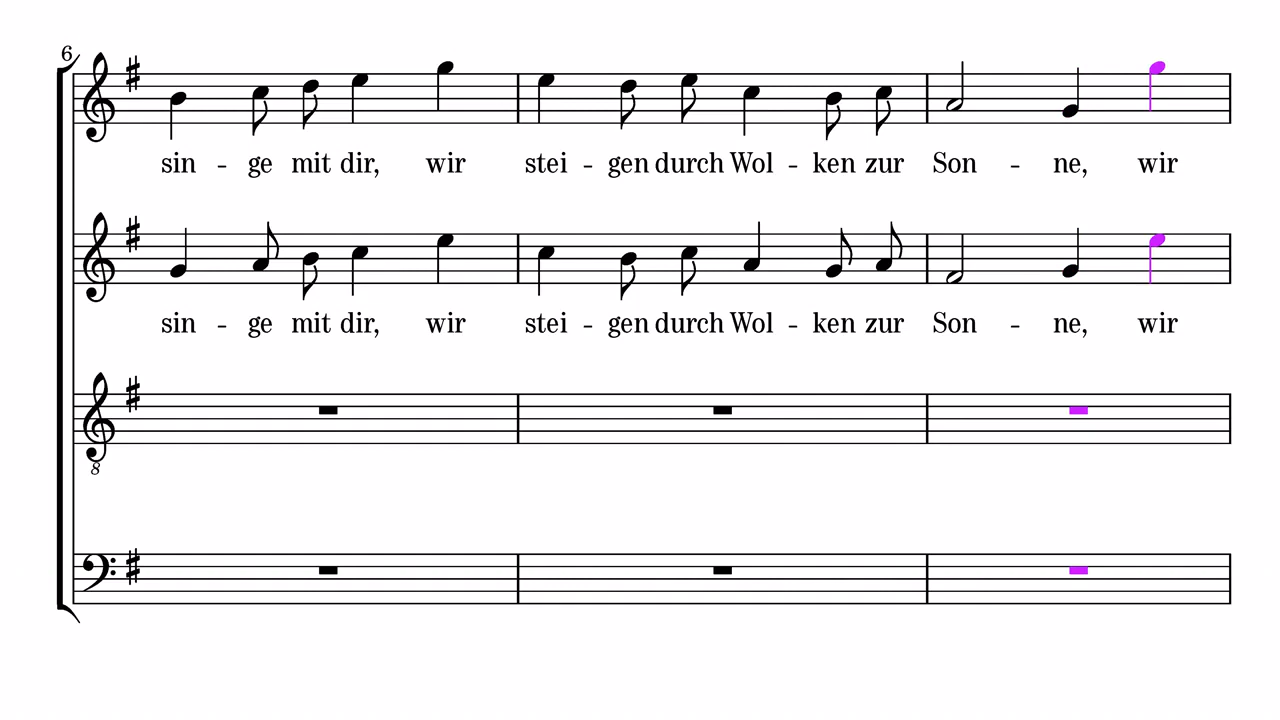 6
sin - ge mit dir, wir stei - gen durch Wol - ken zur Son - ne, wir
sin - ge mit dir, wir stei - gen durch Wol - ken zur Son - ne, wir
8